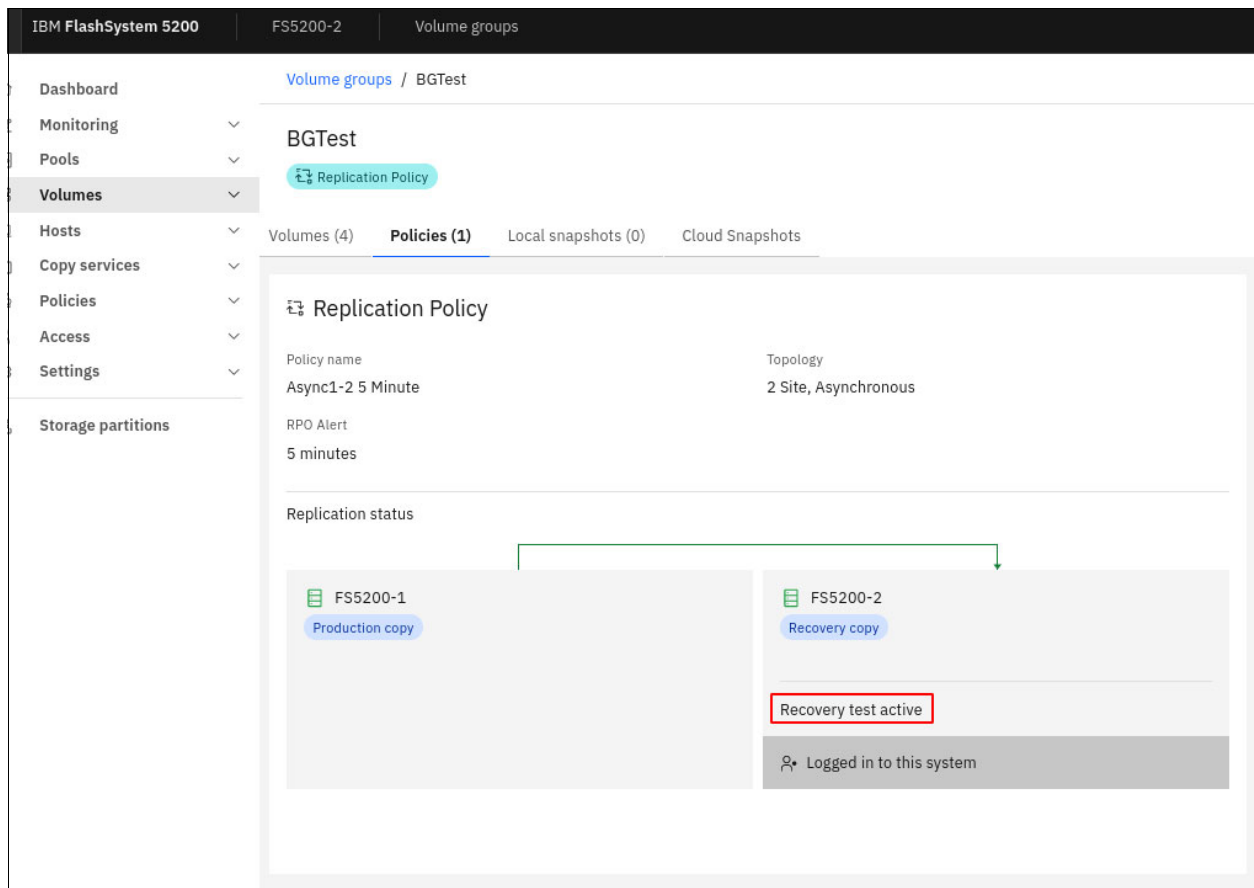 IBM FlashSystem 5200
FS5200-2
Volume groups
Dashboard
Monitoring
Pools
Volumes
Hosts
Copy services
Policies
Access
Settings
Storage partitions
Volume groups / BGTest
BGTest
Replication Policy
Volumes (4)
Policies (1)
Local snapshots (0)
Cloud Snapshots
Replication Policy
Policy name
Async1-2 5 Minute
Topology
2 Site, Asynchronous
RPO Alert
5 minutes
Replication status
FS5200-1
Production copy
FS5200-2
Recovery copy
Recovery test active
Logged in to this system